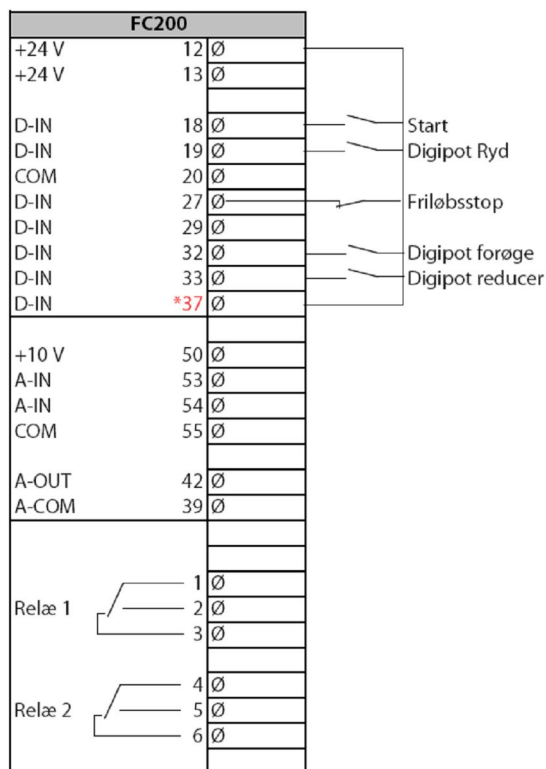 FC200
+24 V 12 Ø
+24 V 13 Ø
D-IN 18 Ø Start
D-IN 19 Ø Digipot Ryd
COM 20 Ø
D-IN 27 Ø Friløbsstop
D-IN 29 Ø
D-IN 32 Ø Digipot forøge
D-IN 33 Ø Digipot reducer
D-IN *37 Ø
+10 V 50 Ø
A-IN 53 Ø
A-IN 54 Ø
COM 55 Ø
A-OUT 42 Ø
A-COM 39 Ø
1 Ø
Relæ 1 2 Ø
3 Ø
4 Ø
Relæ 2 5 Ø
6 Ø